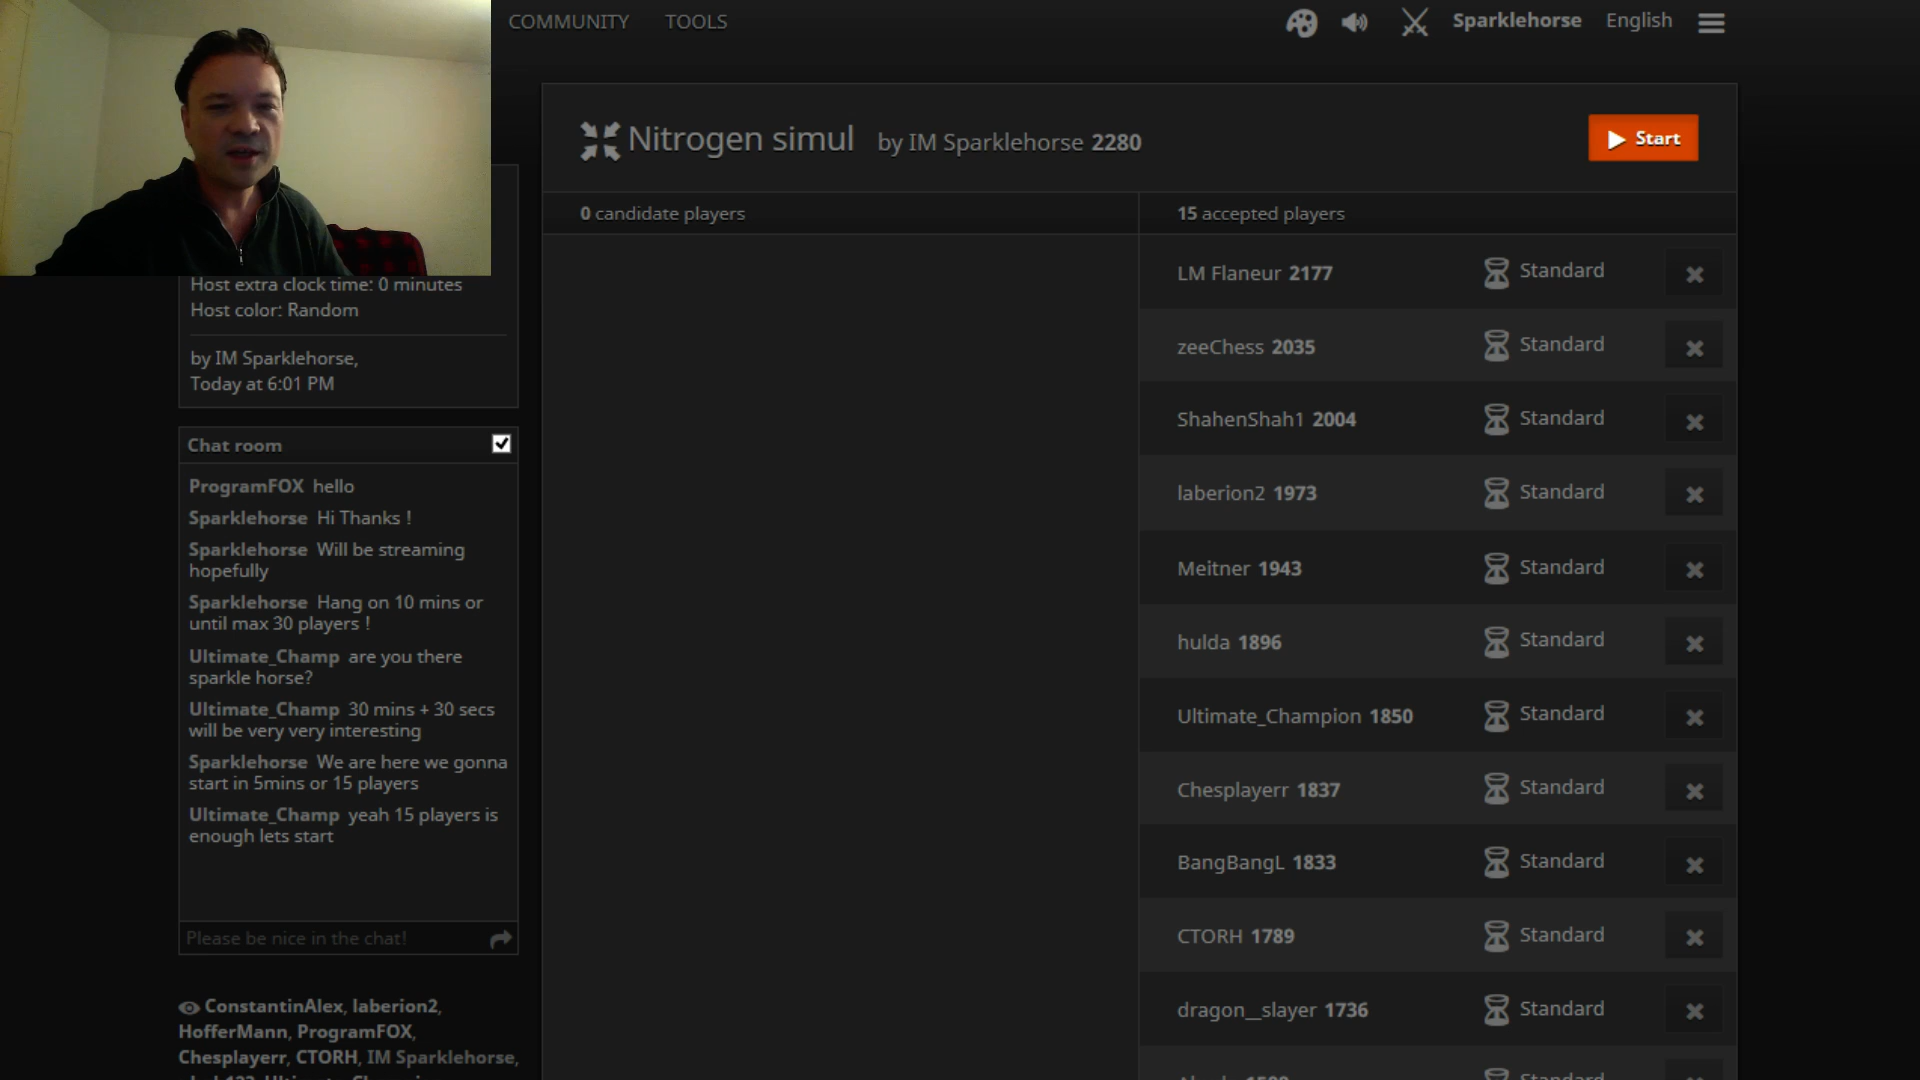 COMMUNITY TOOLS
Sparklehorse English
Nitrogen simul by IM Sparklehorse 2280
Start
0 candidate players
15 accepted players
Host extra clock time: 0 minutes
Host color: Random
by IM Sparklehorse,
Today at 6:01 PM
Chat room
ProgramFOX hello
Sparklehorse Hi Thanks !
Sparklehorse Will be streaming
hopefully
Sparklehorse Hang on 10 mins or
until max 30 players !
Ultimate_Champ are you there
sparkle horse?
Ultimate_Champ 30 mins + 30 secs
will be very very interesting
Sparklehorse We are here we gonna
start in 5mins or 15 players
Ultimate_Champ yeah 15 players is
enough lets start
Please be nice in the chat!
ConstantinAlex, laberion2,
HofferMann, ProgramFOX,
Chesplayerr, CTORH, IM Sparklehorse,
LM Flaneur 2177 Standard
zeeChess 2035 Standard
ShahenShah1 2004 Standard
laberion2 1973 Standard
Meitner 1943 Standard
hulda 1896 Standard
Ultimate_Champion 1850 Standard
Chesplayerr 1837 Standard
BangBangL 1833 Standard
CTORH 1789 Standard
dragon__slayer 1736 Standard
Standard